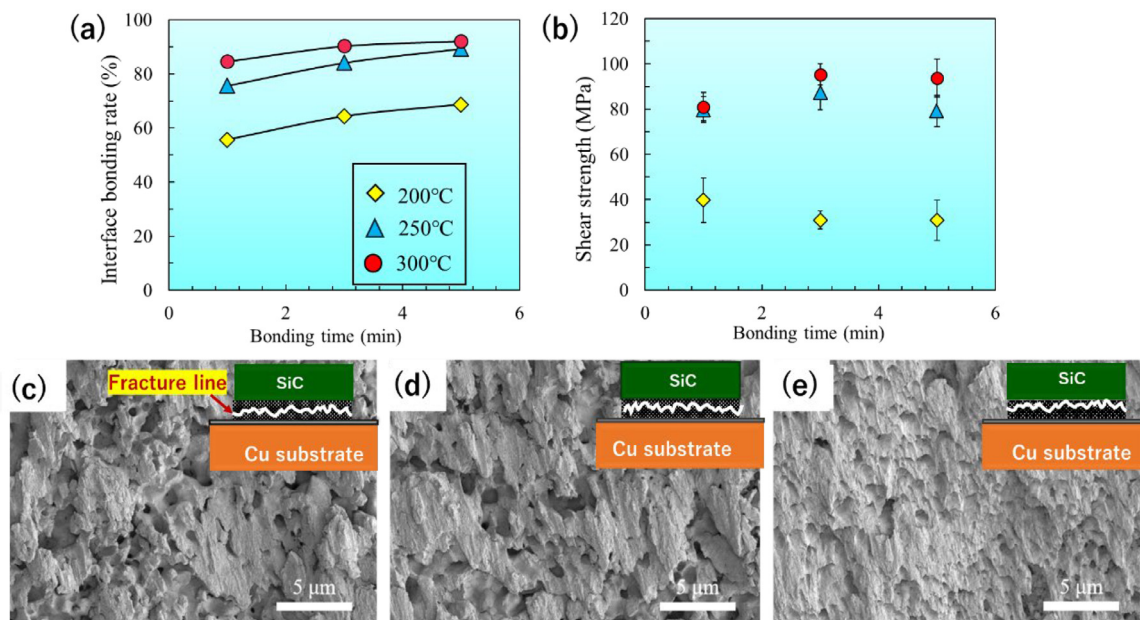 (a)
100
80
60
40
20
0
0 2 4 6
Interface bonding rate (%)
Bonding time (min)
200℃
250℃
300℃
(b)
120
100
80
60
40
20
0
0 2 4 6
Shear strength (MPa)
Bonding time (min)
(c)
Fracture line
SiC
Cu substrate
5 μm
(d)
SiC
Cu substrate
5 μm
(e)
SiC
Cu substrate
5 μm